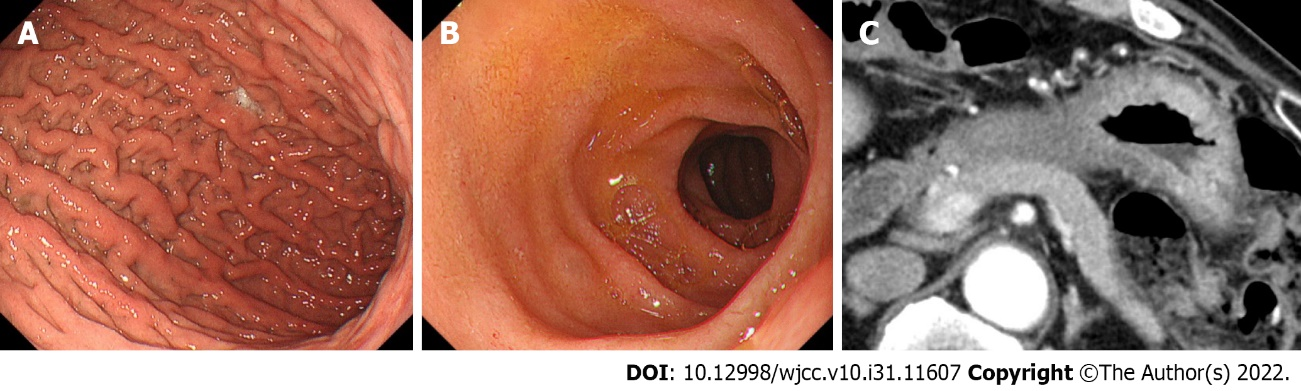 A
B
C
DOI: 10.12998/wjcc.v10.i31.11607 Copyright ©The Author(s) 2022.